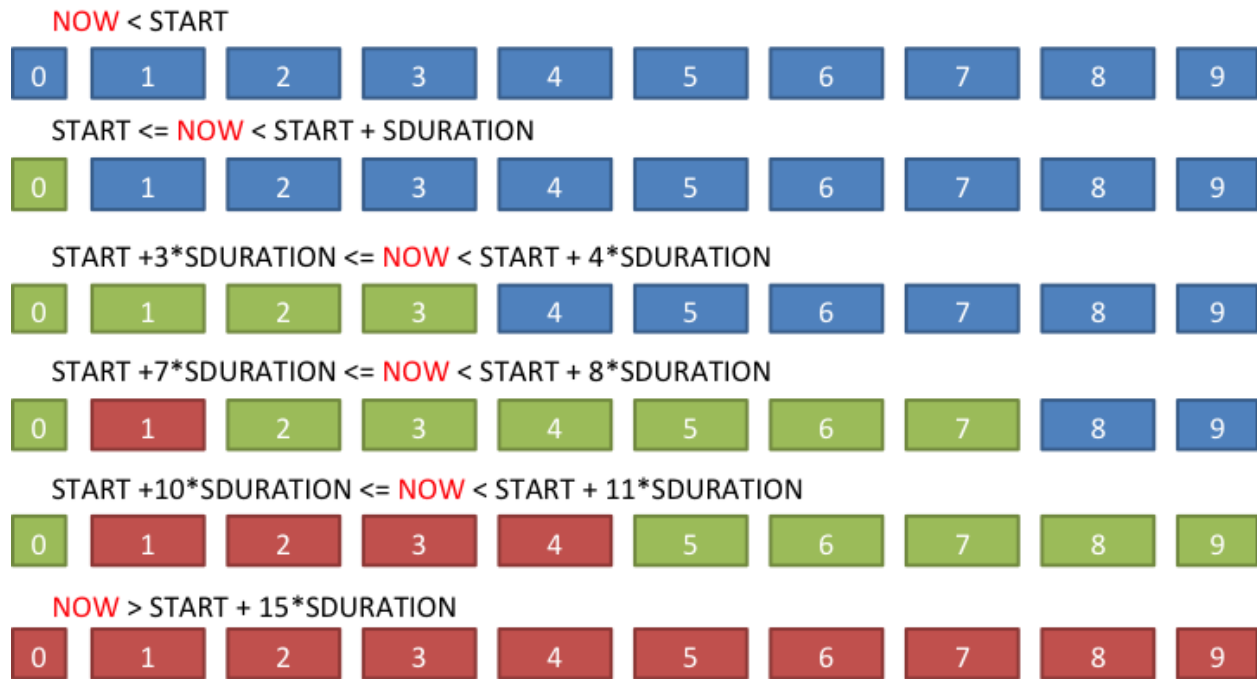 NOW < START
0 1 2 3 4 5 6 7 8 9
START <= NOW < START + SDURATION
0 1 2 3 4 5 6 7 8 9
START +3*SDURATION <= NOW < START + 4*SDURATION
0 1 2 3 4 5 6 7 8 9
START +7*SDURATION <= NOW < START + 8*SDURATION
0 1 2 3 4 5 6 7 8 9
START +10*SDURATION <= NOW < START + 11*SDURATION
0 1 2 3 4 5 6 7 8 9
NOW > START + 15*SDURATION
0 1 2 3 4 5 6 7 8 9